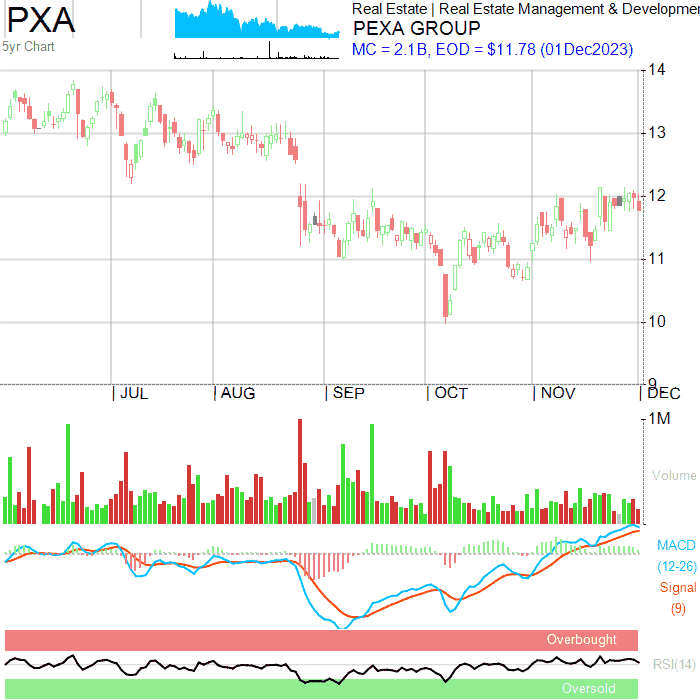 PXA
5yr Chart
Real Estate | Real Estate Management & Developmen
PEXA GROUP
MC = 2.1B, EOD = $11.78 (01Dec2023)
14
13
12
11
10
9
JUL
AUG
SEP
OCT
NOV
DEC
1M
Volume
MACD
(12-26)
Signal
(9)
Overbought
RSI(14)
Oversold